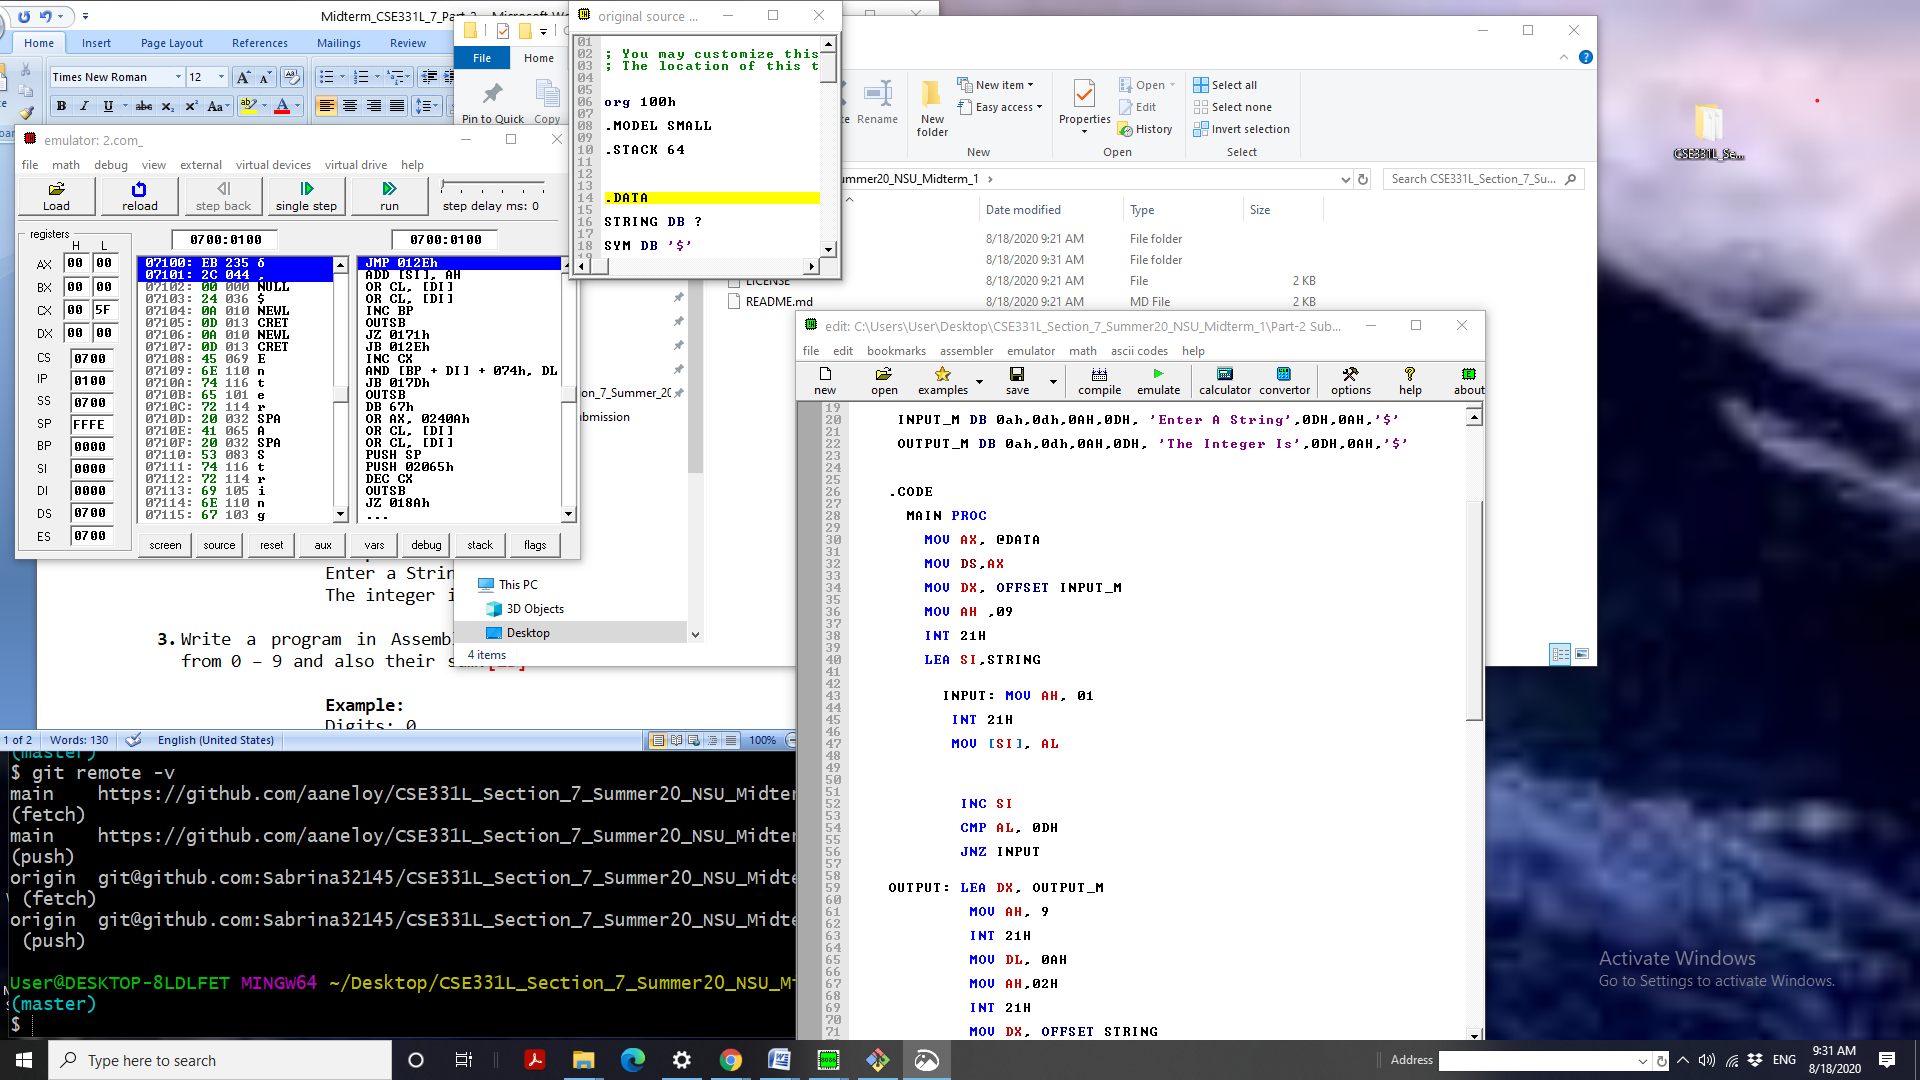 Midterm_CSE331L_7_Part-2 - Microsoft Wo
Home Insert Page Layout References Mailings Review
Times New Roman 12
File Home
Pin to Quick Copy
original source ...
01
02 ; You may customize this
03 ; The location of this t
04
05
06 org 100h
07
08 .MODEL SMALL
09
10 .STACK 64
11
12
13
14 .DATA
15
16 STRING DB ?
17
18 SYM DB '$'
Rename
New folder
New item
Easy access
New
Properties
Open
Edit
History
Open
Select all
Select none
Invert selection
Select
ummer20_NSU_Midterm_1 >
Search CSE331L_Section_7_Su...
Date modified Type Size
8/18/2020 9:21 AM File folder
8/18/2020 9:31 AM File folder
LICENSE 8/18/2020 9:21 AM File 2 KB
README.md 8/18/2020 9:21 AM MD File 2 KB
CSE331L_Se...
emulator: 2.com_
file math debug view external virtual devices virtual drive help
Load reload step back single step run step delay ms: 0
registers
H L
AX 00 00
BX 00 00
CX 00 5F
DX 00 00
CS 0700
IP 0100
SS 0700
SP FFFE
BP 0000
SI 0000
DI 0000
DS 0700
ES 0700
0700:0100
07100: EB 235 δ
07101: 2C 044 ,
07102: 00 000 NULL
07103: 24 036 $
07104: 0A 010 NEWL
07105: 0D 013 CRET
07106: 0A 010 NEWL
07107: 0D 013 CRET
07108: 45 069 E
07109: 6E 110 n
0710A: 74 116 t
0710B: 65 101 e
0710C: 72 114 r
0710D: 20 032 SPA
0710E: 41 065 A
0710F: 20 032 SPA
07110: 53 083 S
07111: 74 116 t
07112: 72 114 r
07113: 69 105 i
07114: 6E 110 n
07115: 67 103 g
0700:0100
JMP 012Eh
ADD [SI], AH
OR CL, [DI]
OR CL, [DI]
INC BP
OUTSB
JZ 0171h
JB 012Eh
INC CX
AND [BP + DI] + 074h, DL
JB 017Dh
OUTSB
DB 67h
OR AX, 0240Ah
OR CL, [DI]
OR CL, [DI]
PUSH SP
PUSH 02065h
DEC CX
OUTSB
JZ 018Ah
...
screen source reset aux vars debug stack flags
on_7_Summer_20
bmission
This PC
3D Objects
Desktop
4 items
Enter a Strin
The integer i
3. Write a program in Assemb
from 0 – 9 and also their
Example:
Digits: 0
1 of 2 Words: 130 English (United States) 100%
edit: C:\Users\User\Desktop\CSE331L_Section_7_Summer20_NSU_Midterm_1\Part-2 Sub...
file edit bookmarks assembler emulator math ascii codes help
new open examples save compile emulate calculator convertor options help about
19
20 INPUT_M DB 0ah,0dh,0AH,0DH, 'Enter A String',0DH,0AH,'$'
21
22 OUTPUT_M DB 0ah,0dh,0AH,0DH, 'The Integer Is',0DH,0AH,'$'
23
24
25
26 .CODE
27
28 MAIN PROC
29
30 MOV AX, @DATA
31
32 MOV DS,AX
33
34 MOV DX, OFFSET INPUT_M
35
36 MOV AH ,09
37
38 INT 21H
39
40 LEA SI,STRING
41
42
43 INPUT: MOV AH, 01
44
45 INT 21H
46
47 MOV [SI], AL
48
49
50
51
52 INC SI
53
54 CMP AL, 0DH
55
56 JNZ INPUT
57
58
59 OUTPUT: LEA DX, OUTPUT_M
60
61 MOV AH, 9
62
63 INT 21H
64
65 MOV DL, 0AH
66
67 MOV AH,02H
68
69 INT 21H
70
71 MOV DX, OFFSET STRING
(master)
$ git remote -v
main https://github.com/aaneloy/CSE331L_Section_7_Summer20_NSU_Midter
(fetch)
main https://github.com/aaneloy/CSE331L_Section_7_Summer20_NSU_Midter
(push)
origin git@github.com:Sabrina32145/CSE331L_Section_7_Summer20_NSU_Midte
(fetch)
origin git@github.com:Sabrina32145/CSE331L_Section_7_Summer20_NSU_Midte
(push)
User@DESKTOP-8LDLFET MINGW64 ~/Desktop/CSE331L_Section_7_Summer20_NSU_Mi
(master)
$
Activate Windows
Go to Settings to activate Windows.
Type here to search
Address
ENG
9:31 AM
8/18/2020